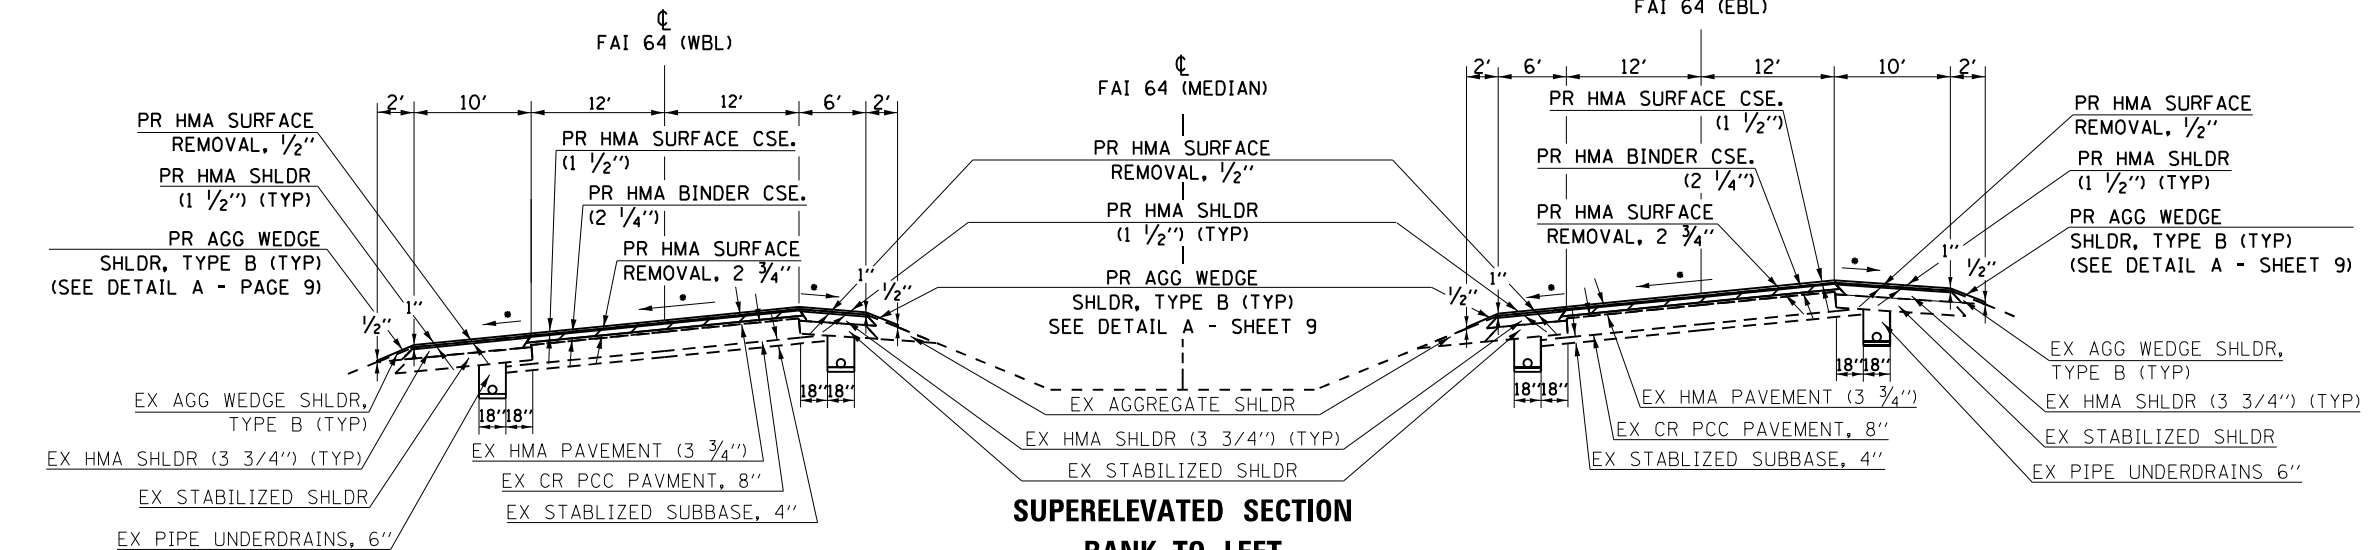 ℄
FAI 64 (WBL)
2'
10'
12'
12'
6'
2'
PR HMA SURFACE
REMOVAL, 1/2''
PR HMA SHLDR
(1 1/2'') (TYP)
PR AGG WEDGE
SHLDR, TYPE B (TYP)
(SEE DETAIL A - PAGE 9)
PR HMA SURFACE CSE.
(1 1/2'')
PR HMA BINDER CSE.
(2 1/4'')
PR HMA SURFACE
REMOVAL, 2 3/4''
1''
1/2''
*
*
*
1''
1/2''
18''
18''
18''
18''
EX AGG WEDGE SHLDR,
TYPE B (TYP)
EX HMA SHLDR (3 3/4'') (TYP)
EX STABILIZED SHLDR
EX PIPE UNDERDRAINS, 6''
EX HMA PAVEMENT (3 3/4'')
EX CR PCC PAVMENT, 8''
EX STABLIZED SUBBASE, 4''
℄
FAI 64 (MEDIAN)
PR HMA SURFACE
REMOVAL, 1/2''
PR HMA SHLDR
(1 1/2'') (TYP)
PR AGG WEDGE
SHLDR, TYPE B (TYP)
SEE DETAIL A - SHEET 9
EX AGGREGATE SHLDR
EX HMA SHLDR (3 3/4'') (TYP)
EX STABILIZED SHLDR
FAI 64 (EBL)
2'
6'
12'
12'
10'
2'
PR HMA SURFACE CSE.
(1 1/2'')
PR HMA BINDER CSE.
(2 1/4'')
PR HMA SURFACE
REMOVAL, 2 3/4''
1''
1/2''
*
*
*
1''
1/2''
PR HMA SURFACE
REMOVAL, 1/2''
PR HMA SHLDR
(1 1/2'') (TYP)
PR AGG WEDGE
SHLDR, TYPE B (TYP)
(SEE DETAIL A - SHEET 9)
18''
18''
18''
18''
EX HMA PAVEMENT (3 3/4'')
EX CR PCC PAVEMENT, 8''
EX STABLIZED SUBBASE, 4''
EX AGG WEDGE SHLDR,
TYPE B (TYP)
EX HMA SHLDR (3 3/4'') (TYP)
EX STABILIZED SHLDR
EX PIPE UNDERDRAINS 6''
SUPERELEVATED SECTION
BANK TO LEFT